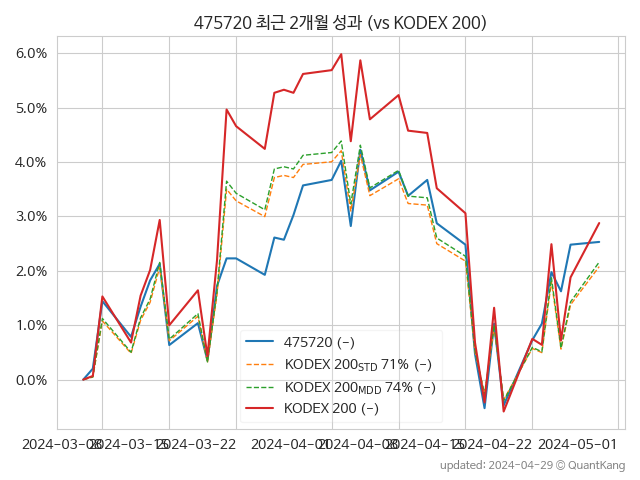 475720 최근 2개월 성과 (vs KODEX 200)
6.0%
5.0%
4.0%
3.0%
2.0%
1.0%
0.0%
475720 (-)
KODEX 200STD 71% (-)
KODEX 200MDD 74% (-)
KODEX 200 (-)
2024-03-08 2024-03-15 2024-03-22 2024-04-01 2024-04-08 2024-04-15 2024-04-22 2024-05-01
updated: 2024-04-29 © QuantKang